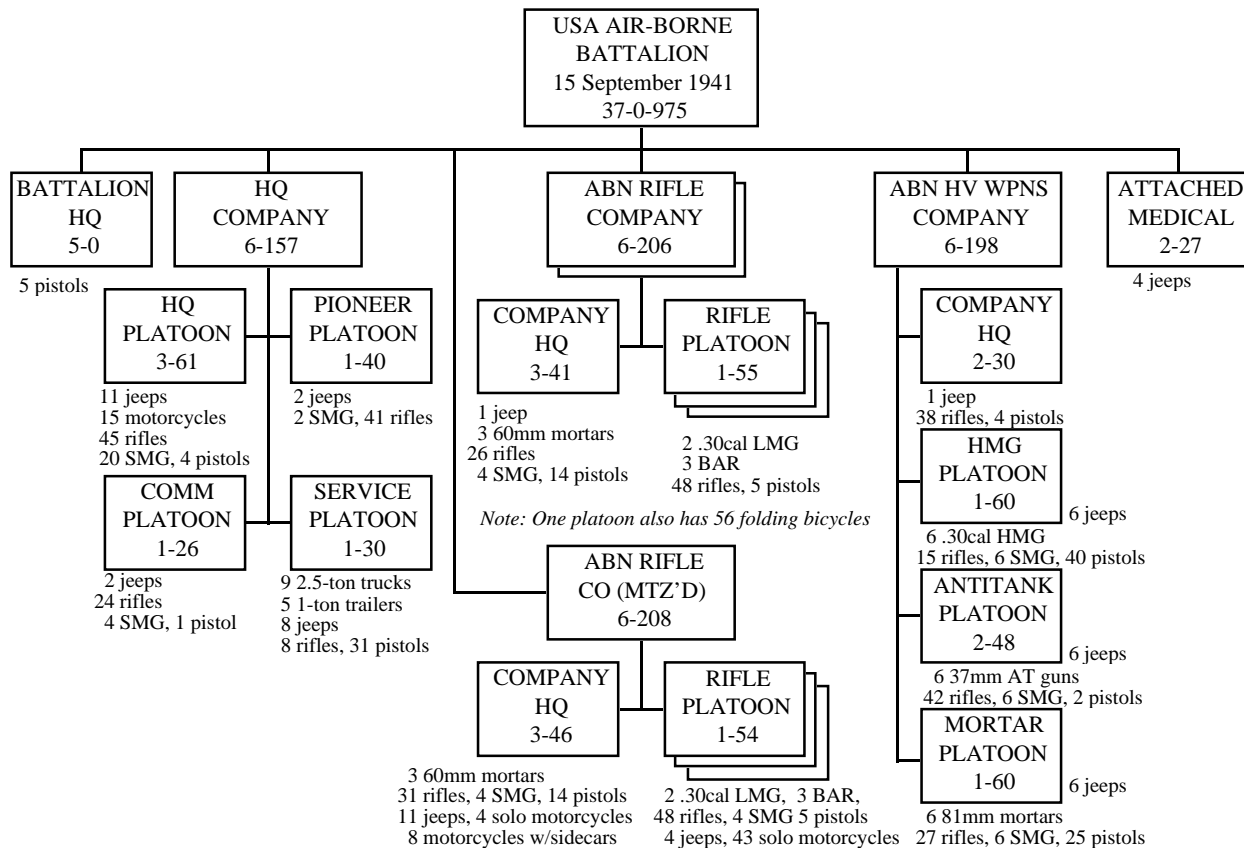 USA AIR-BORNE
BATTALION
15 September 1941
37-0-975
BATTALION
HQ
5-0
5 pistols
HQ
COMPANY
6-157
HQ
PLATOON
3-61
11 jeeps
15 motorcycles
45 rifles
20 SMG, 4 pistols
PIONEER
PLATOON
1-40
2 jeeps
2 SMG, 41 rifles
COMM
PLATOON
1-26
2 jeeps
24 rifles
4 SMG, 1 pistol
SERVICE
PLATOON
1-30
9 2.5-ton trucks
5 1-ton trailers
8 jeeps
8 rifles, 31 pistols
ABN RIFLE
COMPANY
6-206
COMPANY
HQ
3-41
1 jeep
3 60mm mortars
26 rifles
4 SMG, 14 pistols
RIFLE
PLATOON
1-55
2 .30cal LMG
3 BAR
48 rifles, 5 pistols
Note: One platoon also has 56 folding bicycles
ABN RIFLE
CO (MTZ'D)
6-208
COMPANY
HQ
3-46
3 60mm mortars
31 rifles, 4 SMG, 14 pistols
11 jeeps, 4 solo motorcycles
8 motorcycles w/sidecars
RIFLE
PLATOON
1-54
2 .30cal LMG, 3 BAR,
48 rifles, 4 SMG 5 pistols
4 jeeps, 43 solo motorcycles
ABN HV WPNS
COMPANY
6-198
COMPANY
HQ
2-30
1 jeep
38 rifles, 4 pistols
HMG
PLATOON
1-60
6 jeeps
6 .30cal HMG
15 rifles, 6 SMG, 40 pistols
ANTITANK
PLATOON
2-48
6 jeeps
6 37mm AT guns
42 rifles, 6 SMG, 2 pistols
MORTAR
PLATOON
1-60
6 jeeps
6 81mm mortars
27 rifles, 6 SMG, 25 pistols
ATTACHED
MEDICAL
2-27
4 jeeps